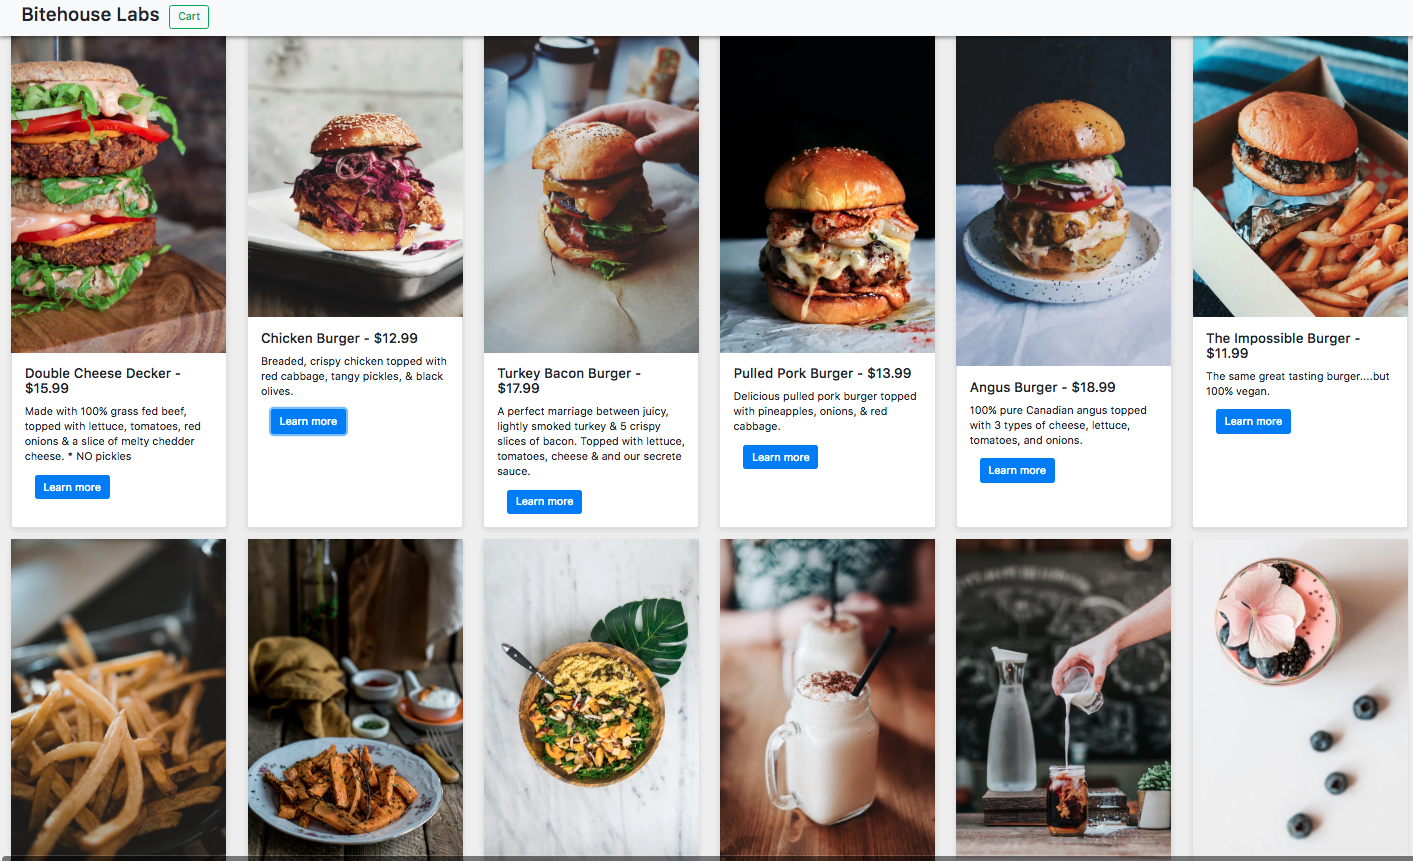 Bitehouse Labs
Cart
Double Cheese Decker -
$15.99
Made with 100% grass fed beef,
topped with lettuce, tomatoes, red
onions & a slice of melty chedder
cheese. * NO pickles
Learn more
Chicken Burger - $12.99
Breaded, crispy chicken topped with
red cabbage, tangy pickles, & black
olives.
Learn more
Turkey Bacon Burger -
$17.99
A perfect marriage between juicy,
lightly smoked turkey & 5 crispy
slices of bacon. Topped with lettuce,
tomatoes, cheese & and our secrete
sauce.
Learn more
Pulled Pork Burger - $13.99
Delicious pulled pork burger topped
with pineapples, onions, & red
cabbage.
Learn more
Angus Burger - $18.99
100% pure Canadian angus topped
with 3 types of cheese, lettuce,
tomatoes, and onions.
Learn more
The Impossible Burger -
$11.99
The same great tasting burger....but
100% vegan.
Learn more